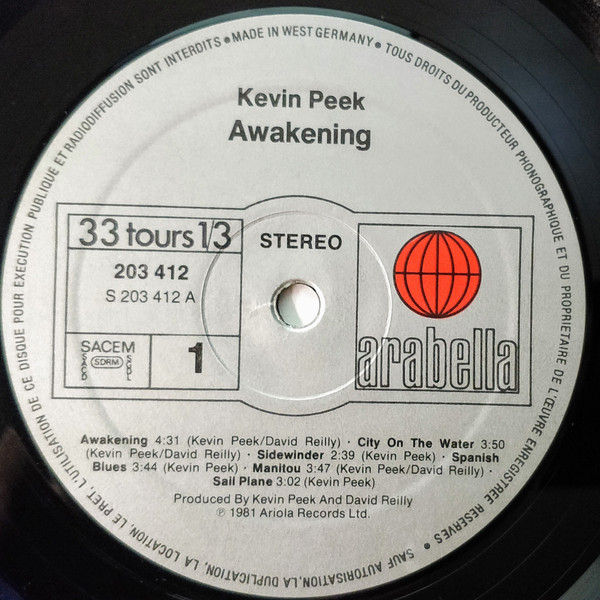 TOUS DROITS DU PRODUCTEUR PHONOGRAPHIQUE ET DU PROPRIETAIRE DE L'ŒUVRE ENREGISTREE RESERVES • SAUF AUTORISATION, LA DUPLICATION, LA LOCATION, LE PRET, L'UTILISATION DE CE DISQUE POUR EXECUTION PUBLIQUE ET RADIODIFFUSION SONT INTERDITS • MADE IN WEST GERMANY •
Kevin Peek
Awakening
33 tours 1/3
203 412
S 203 412 A
SACEM
SACD SDRM SGDL
1
STEREO
arabella
Awakening 4:31 (Kevin Peek/David Reilly) · City On The Water 3:50
(Kevin Peek/David Reilly) · Sidewinder 2:39 (Kevin Peek) · Spanish
Blues 3:44 (Kevin Peek) · Manitou 3:47 (Kevin Peek/David Reilly) ·
Sail Plane 3:02 (Kevin Peek)
Produced By Kevin Peek And David Reilly
℗ 1981 Ariola Records Ltd.